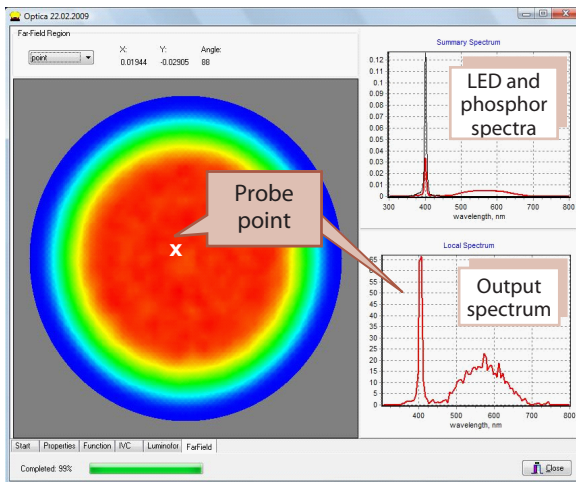 Optica 22.02.2009
Far-Field Region
point
X: Y: Angle:
0.01944 -0.02905 88
Summary Spectrum
0.12
0.11
0.1
0.09
0.08
0.07
0.06
0.05
0.04
0.03
0.02
0.01
0
300 400 500 600 700 800
wavelength, nm
LED and
phosphor
spectra
Probe
point
x
Local Spectrum
65
60
55
50
45
40
35
30
25
20
15
10
5
0
400 500 600 700 800
wavelength, nm
Output
spectrum
Start Properties Function IVC Luminofor FarField
Completed: 99%
Close